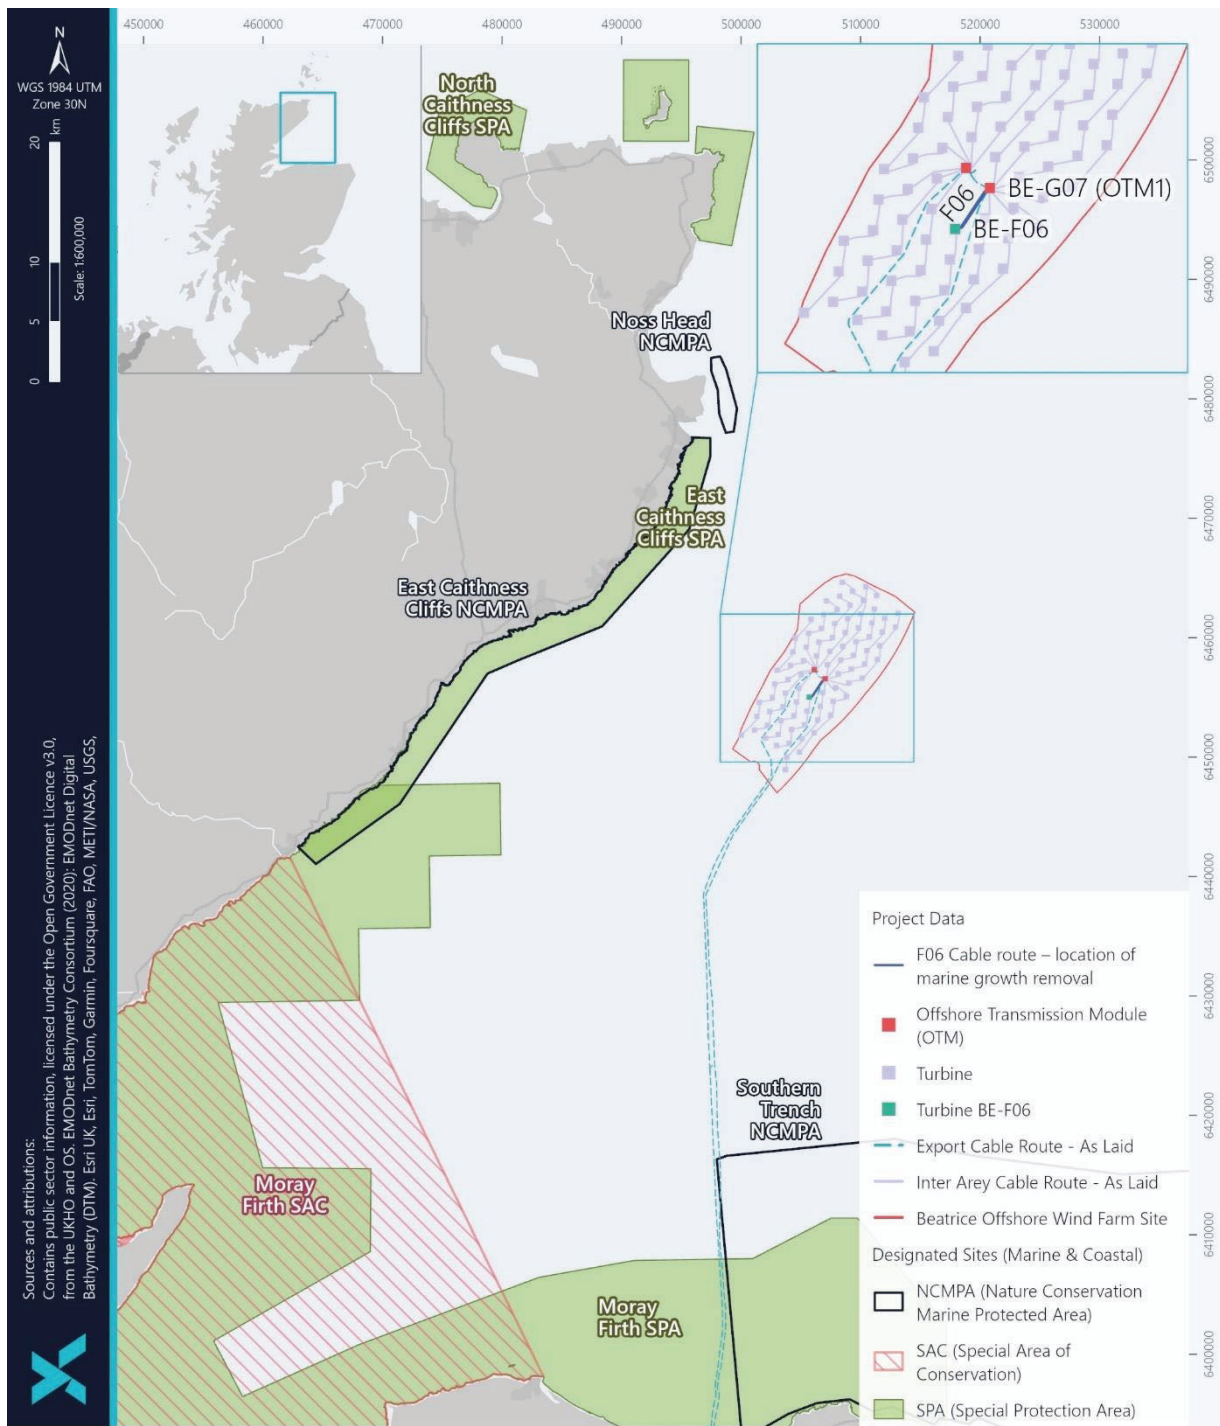 450000
460000
470000
480000
490000
500000
510000
520000
530000
N
WGS 1984 UTM
Zone 30N
km
20
10
5
0
Scale: 1:600,000
North
Caithness
Cliffs SPA
F06
BE-G07 (OTM1)
BE-F06
Noss Head
NCMPA
East
Caithness
Cliffs SPA
East Caithness
Cliffs NCMPA
Southern
Trench
NCMPA
Moray
Firth SAC
Moray
Firth SPA
6500000
6490000
6480000
6470000
6460000
6450000
6440000
6430000
6420000
6410000
6400000
Project Data
F06 Cable route – location of
marine growth removal
Offshore Transmission Module
(OTM)
Turbine
Turbine BE-F06
Export Cable Route - As Laid
Inter Arey Cable Route - As Laid
Beatrice Offshore Wind Farm Site
Designated Sites (Marine & Coastal)
NCMPA (Nature Conservation
Marine Protected Area)
SAC (Special Area of
Conservation)
SPA (Special Protection Area)
Sources and attributions:
Contains public sector information, licensed under the Open Government Licence v3.0,
from the UKHO and OS. EMODnet Bathymetry Consortium (2020): EMODnet Digital
Bathymetry (DTM). Esri UK, Esri, TomTom, Garmin, Foursquare, FAO, METI/NASA, USGS,